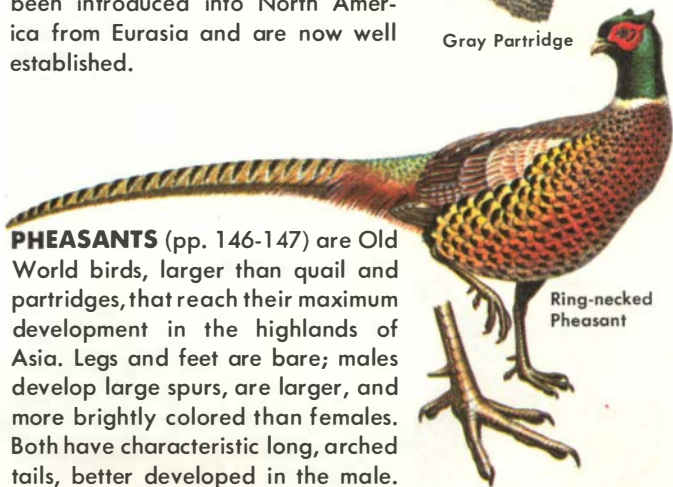 been introduced into North Amer-
ica from Eurasia and are now well
established.
Gray Partridge
PHEASANTS (pp. 146-147) are Old
World birds, larger than quail and
partridges, that reach their maximum
development in the highlands of
Asia. Legs and feet are bare; males
develop large spurs, are larger, and
more brightly colored than females.
Both have characteristic long, arched
tails, better developed in the male.
Ring-necked
Pheasant